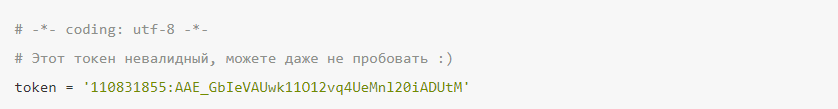 # -*- coding: utf-8 -*-
# Этот токен невалидный, можете даже не пробовать :)
token = '110831855:AAE_GbIeVAUwk11O12vq4UeMnl20iADUtM'